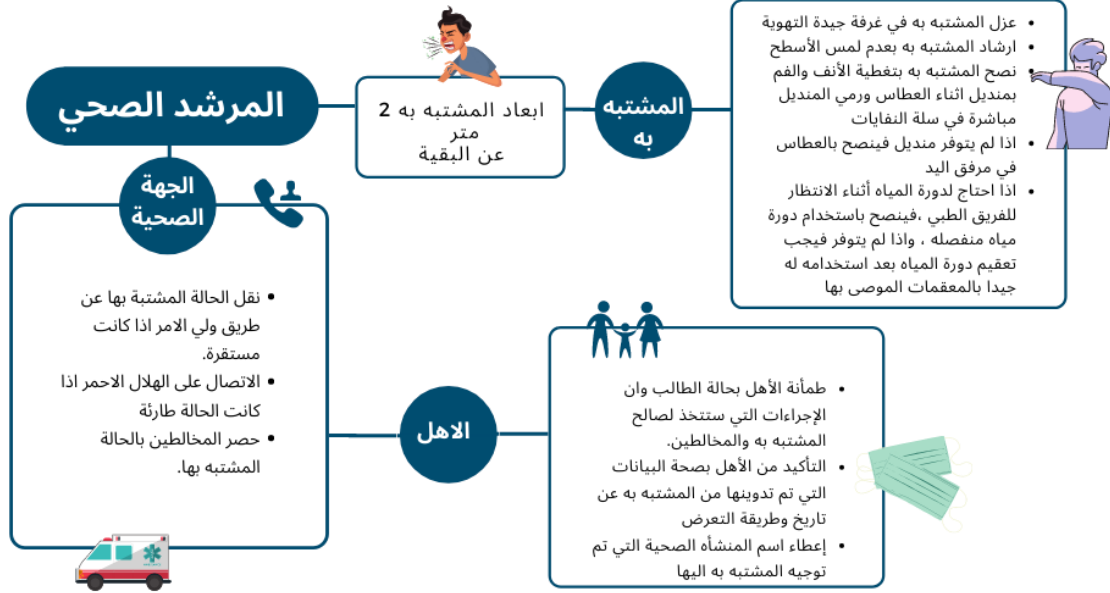 المرشد الصحي
ابعاد المشتبه به 2
متر
عن البقية
المشتبه
به
• عزل المشتبه به في غرفة جيدة التهوية
• ارشاد المشتبه به بعدم لمس الأسطح
• نصح المشتبه به بتغطية الأنف والفم
بمنديل اثناء العطاس ورمي المنديل
مباشرة في سلة النفايات
• اذا لم يتوفر منديل فينصح بالعطاس
في مرفق اليد
• اذا احتاج لدورة المياه أثناء الانتظار
للفريق الطبي ،فينصح باستخدام دورة
مياه منفصله ، واذا لم يتوفر فيجب
تعقيم دورة المياه بعد استخدامه له
جيدا بالمعقمات الموصى بها
الجهة
الصحية
• نقل الحالة المشتبة بها عن
طريق ولي الامر اذا كانت
مستقرة.
• الاتصال على الهلال الاحمر اذا
كانت الحالة طارئة
• حصر المخالطين بالحالة
المشتبه بها.
الاهل
• طمأنة الأهل بحالة الطالب وان
الإجراءات التي ستتخذ لصالح
المشتبه به والمخالطين.
• التأكيد من الأهل بصحة البيانات
التي تم تدوينها من المشتبه به عن
تاريخ وطريقة التعرض
• إعطاء اسم المنشأه الصحية التي تم
توجيه المشتبه به اليها